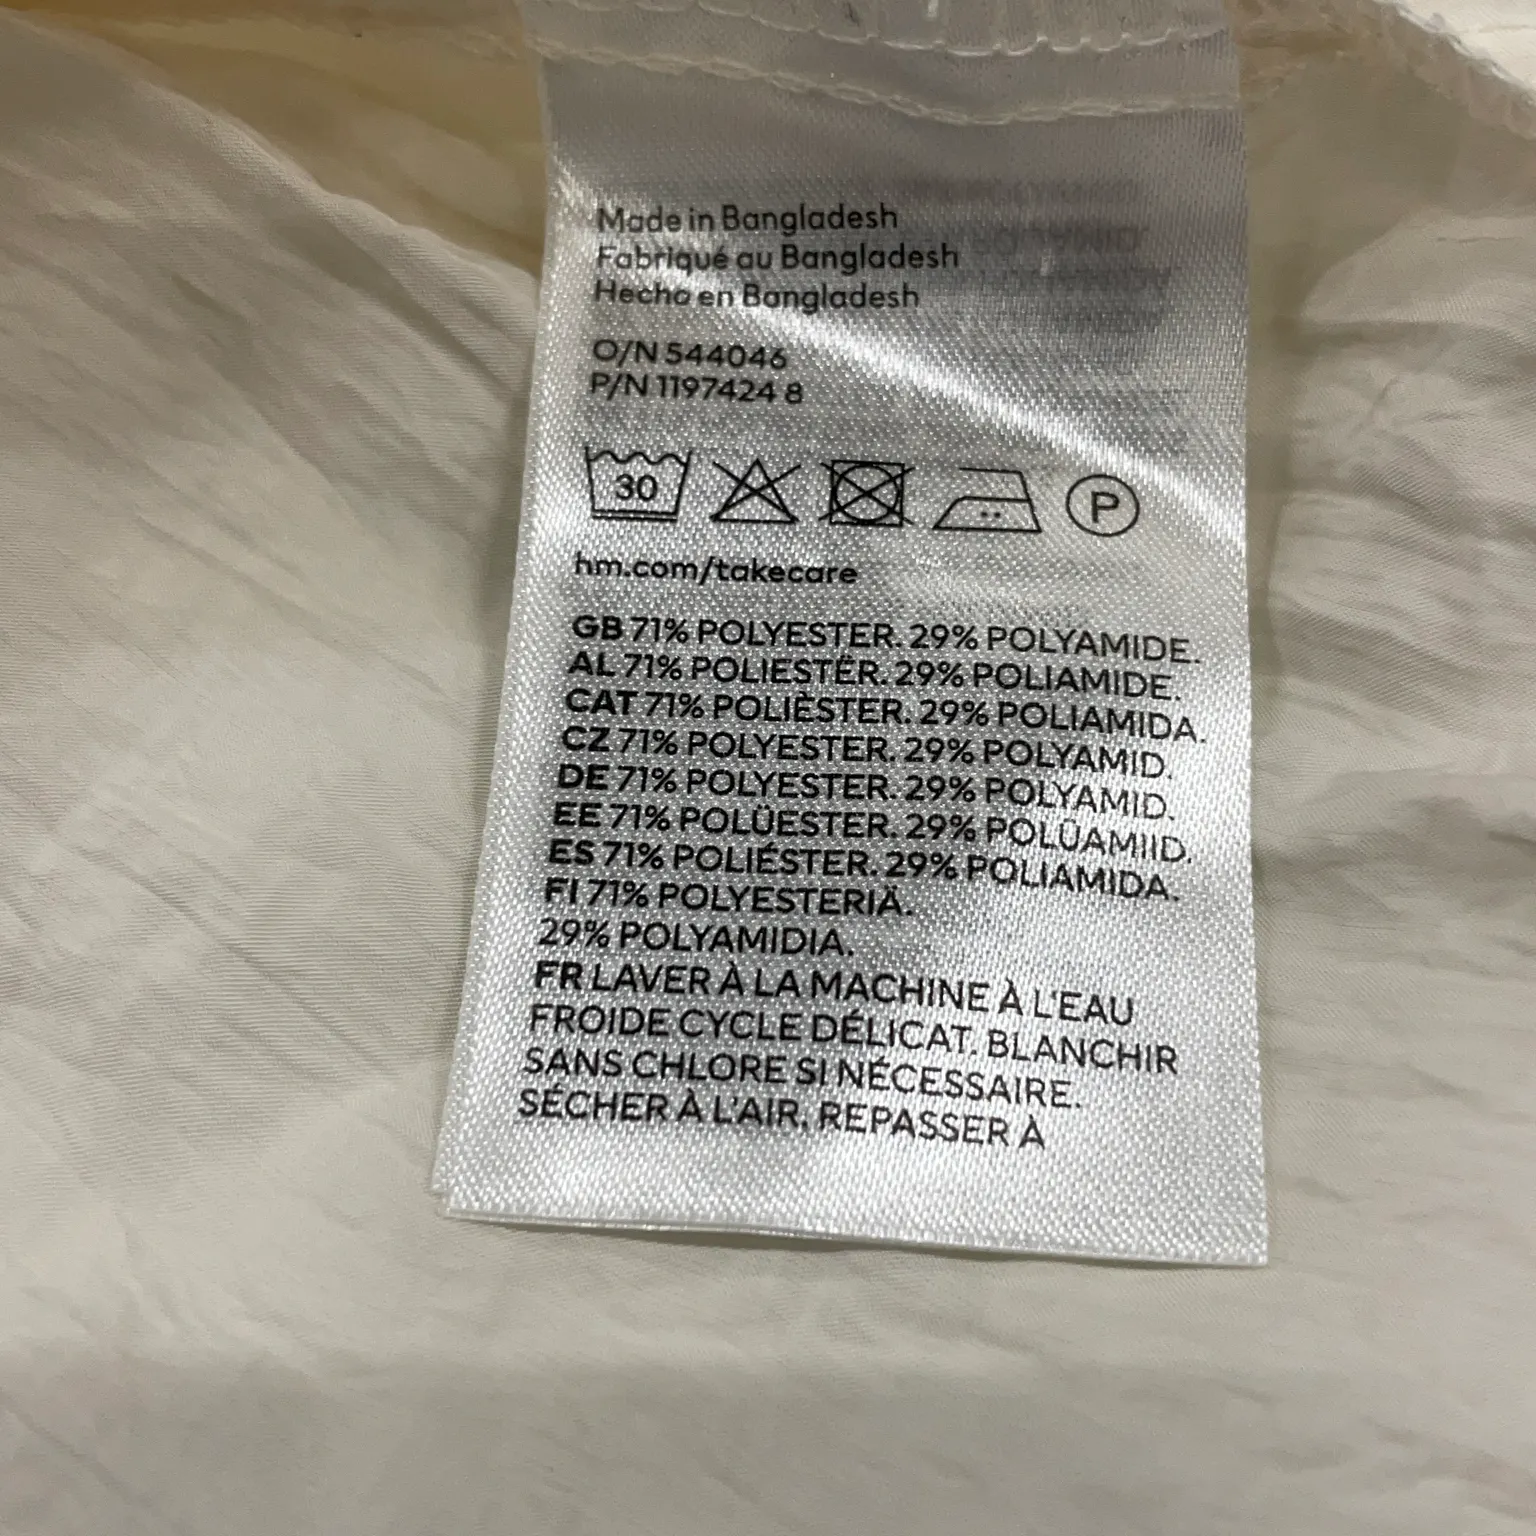 Made in Bangladesh
Fabriqué au Bangladesh
Hecho en Bangladesh
O/N 544046
P/N 1197424 8
30
P
hm.com/takecare
GB 71% POLYESTER. 29% POLYAMIDE.
AL 71% POLIESTËR. 29% POLIAMIDE.
CAT 71% POLIÈSTER. 29% POLIAMIDA.
CZ 71% POLYESTER. 29% POLYAMID.
DE 71% POLYESTER. 29% POLYAMID.
EE 71% POLÜESTER. 29% POLÜAMIID.
ES 71% POLIÉSTER. 29% POLIAMIDA.
FI 71% POLYESTERIÄ.
29% POLYAMIDIA.
FR LAVER À LA MACHINE À L'EAU
FROIDE CYCLE DÉLICAT. BLANCHIR
SANS CHLORE SI NÉCESSAIRE.
SÉCHER À L'AIR. REPASSER À